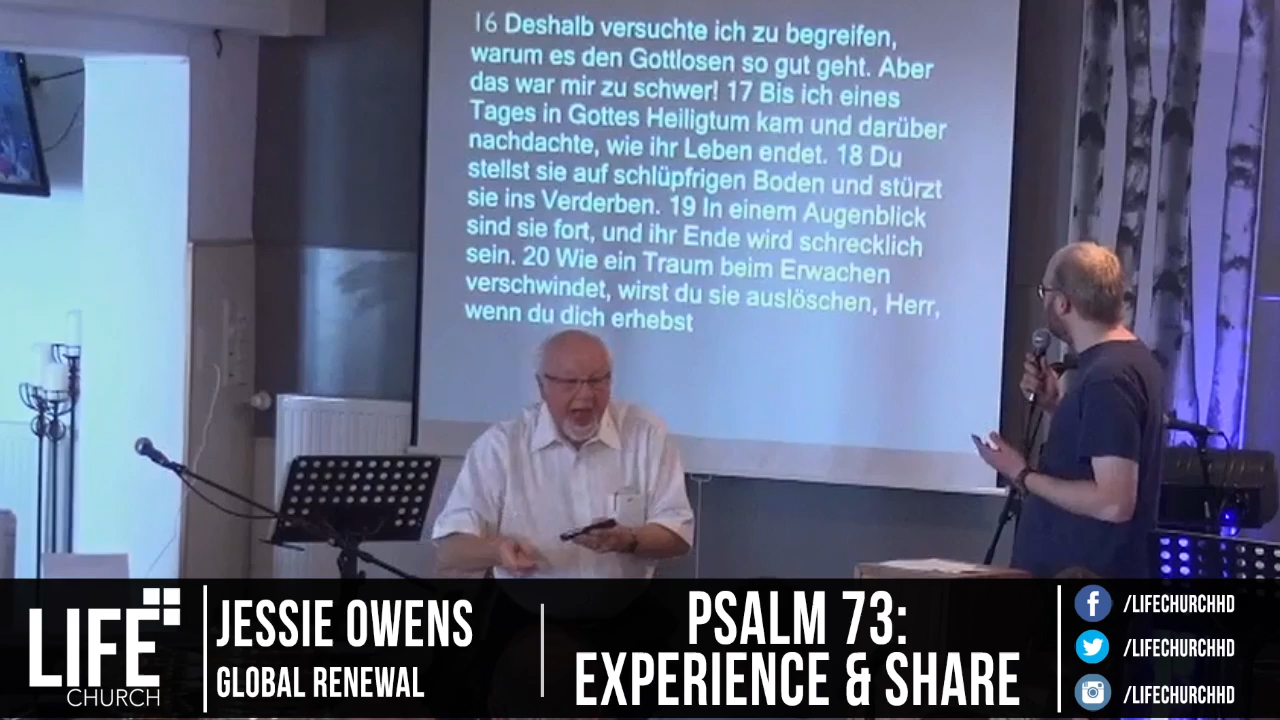 16 Deshalb versuchte ich zu begreifen,
warum es den Gottlosen so gut geht. Aber
das war mir zu schwer! 17 Bis ich eines
Tages in Gottes Heiligtum kam und darüber
nachdachte, wie ihr Leben endet. 18 Du
stellst sie auf schlüpfrigen Boden und stürzt
sie ins Verderben. 19 In einem Augenblick
sind sie fort, und ihr Ende wird schrecklich
sein. 20 Wie ein Traum beim Erwachen
verschwindet, wirst du sie auslöschen, Herr,
wenn du dich erhebst
LIFE
CHURCH
JESSIE OWENS
GLOBAL RENEWAL
PSALM 73:
EXPERIENCE & SHARE
/LIFECHURCHHD
/LIFECHURCHHD
/LIFECHURCHHD